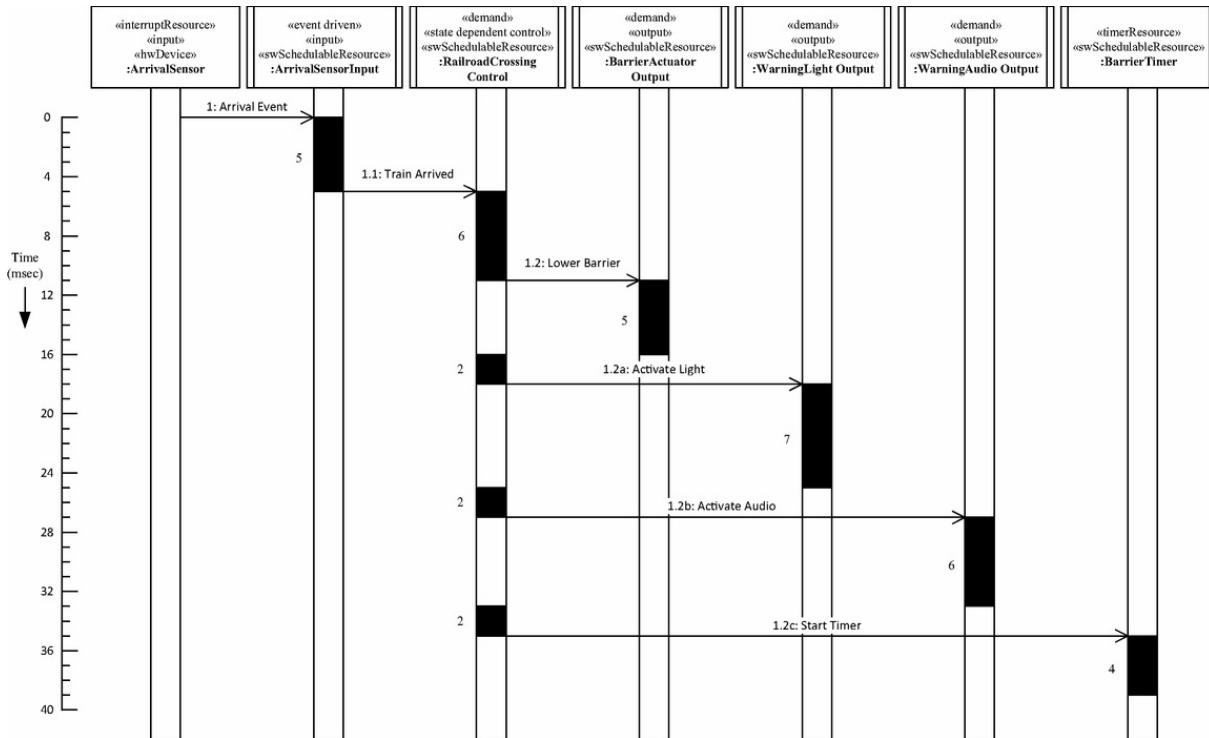 «interruptResource»
«input»
«hwDevice»
:ArrivalSensor
«event driven»
«input»
«swSchedulableResource»
:ArrivalSensorInput
«demand»
«state dependent control»
«swSchedulableResource»
:RailroadCrossing
Control
«demand»
«output»
«swSchedulableResource»
:BarrierActuator
Output
«demand»
«output»
«swSchedulableResource»
:WarningLight Output
«demand»
«output»
«swSchedulableResource»
:WarningAudio Output
«timerResource»
«swSchedulableResource»
:BarrierTimer
1: Arrival Event
0
5
1.1: Train Arrived
4
6
8
Time
(msec)
1.2: Lower Barrier
12
5
16
2
1.2a: Activate Light
20
7
24
2
1.2b: Activate Audio
28
6
32
2
1.2c: Start Timer
36
4
40